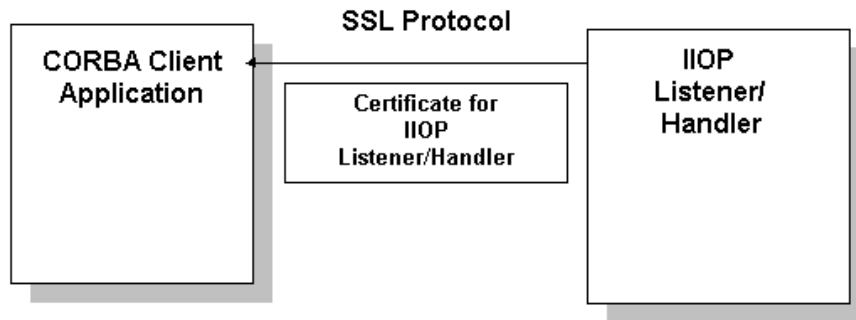 SSL Protocol
CORBA Client
Application
Certificate for
IIOP
Listener/Handler
IIOP
Listener/
Handler